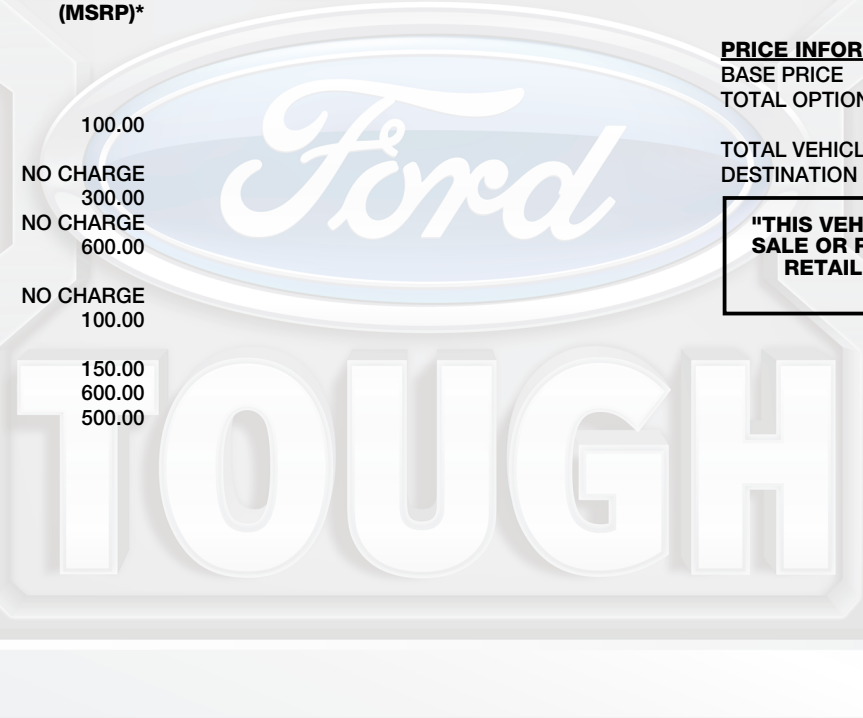 (MSRP)*
100.00
NO CHARGE
300.00
NO CHARGE
600.00
NO CHARGE
100.00
150.00
600.00
500.00
PRICE INFOR
BASE PRICE
TOTAL OPTION
TOTAL VEHICL
DESTINATION
"THIS VEH
SALE OR F
RETAIL
Ford
TOUGH